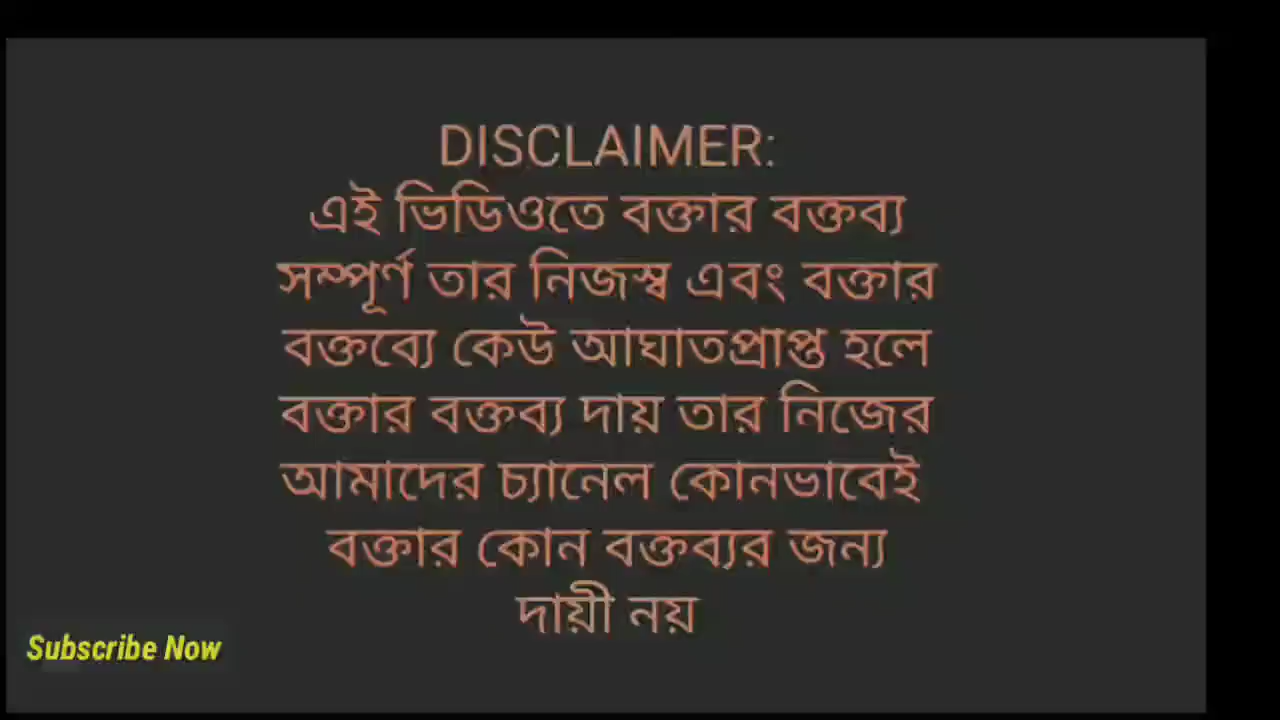 DISCLAIMER:
এই ভিডিওতে বক্তার বক্তব্য
সম্পূর্ণ তার নিজস্ব এবং বক্তার
বক্তব্যে কেউ আঘাতপ্রাপ্ত হলে
বক্তার বক্তব্য দায় তার নিজের
আমাদের চ্যানেল কোনভাবেই
বক্তার কোন বক্তব্যর জন্য
দায়ী নয়
Subscribe Now